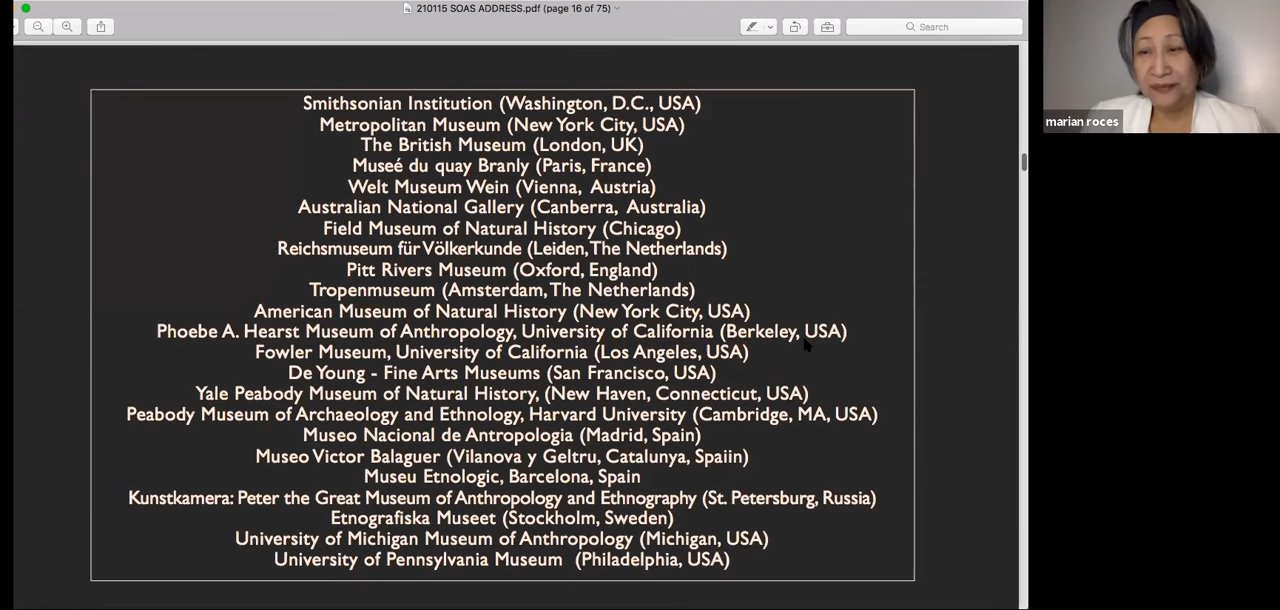 210115 SOAS ADDRESS.pdf (page 16 of 75)
Search
marian roces
Smithsonian Institution (Washington, D.C., USA)
Metropolitan Museum (New York City, USA)
The British Museum (London, UK)
Museé du quay Branly (Paris, France)
Welt Museum Wein (Vienna, Austria)
Australian National Gallery (Canberra, Australia)
Field Museum of Natural History (Chicago)
Reichsmuseum für Völkerkunde (Leiden, The Netherlands)
Pitt Rivers Museum (Oxford, England)
Tropenmuseum (Amsterdam, The Netherlands)
American Museum of Natural History (New York City, USA)
Phoebe A. Hearst Museum of Anthropology, University of California (Berkeley, USA)
Fowler Museum, University of California (Los Angeles, USA)
De Young - Fine Arts Museums (San Francisco, USA)
Yale Peabody Museum of Natural History, (New Haven, Connecticut, USA)
Peabody Museum of Archaeology and Ethnology, Harvard University (Cambridge, MA, USA)
Museo Nacional de Antropologia (Madrid, Spain)
Museo Victor Balaguer (Vilanova y Geltru, Catalunya, Spaiin)
Museu Etnologic, Barcelona, Spain
Kunstkamera: Peter the Great Museum of Anthropology and Ethnography (St. Petersburg, Russia)
Etnografiska Museet (Stockholm, Sweden)
University of Michigan Museum of Anthropology (Michigan, USA)
University of Pennsylvania Museum (Philadelphia, USA)